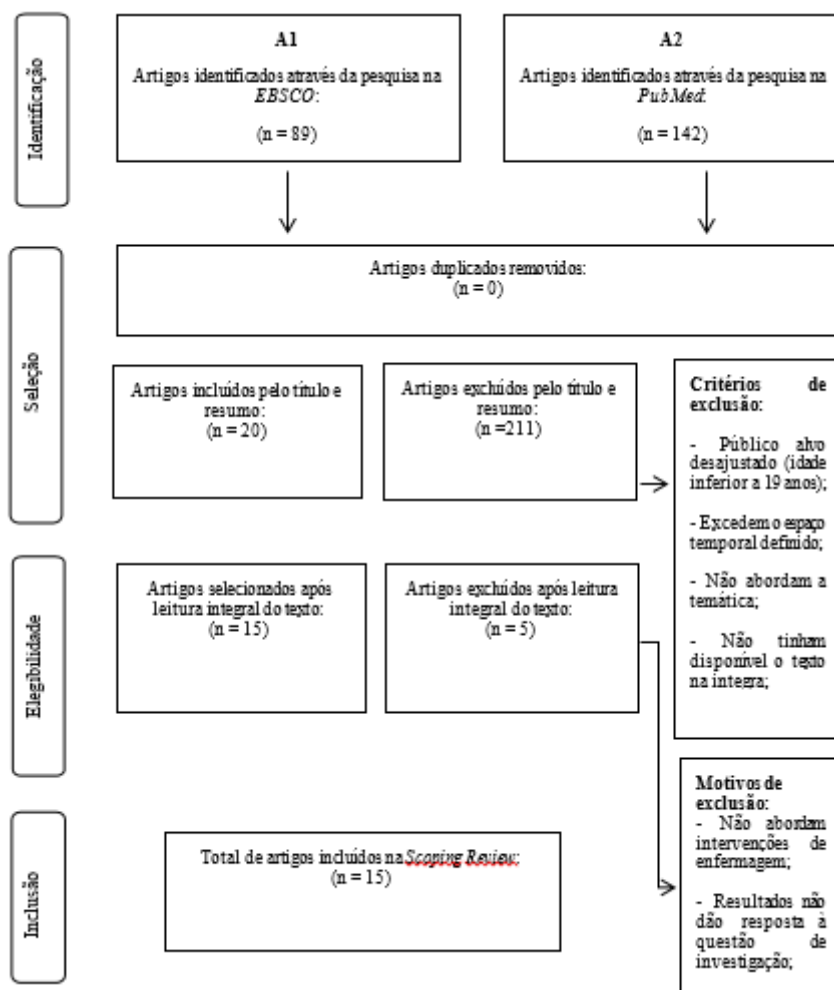 Identificação
A1
Artigos identificados através da pesquisa na
EBSCO:
(n = 89)
A2
Artigos identificados através da pesquisa na
PubMed:
(n = 142)
Seleção
Artigos duplicados removidos:
(n = 0)
Artigos incluídos pelo título e
resumo:
(n = 20)
Artigos excluídos pelo título e
resumo:
(n =211)
Critérios de
exclusão:
- Público alvo
desajustado (idade
inferior a 19 anos);
- Excedem o espaço
temporal definido;
- Não abordam a
temática;
- Não tinham
disponível o texto
na integra;
Elegibilidade
Artigos selecionados após
leitura integral do texto:
(n = 15)
Artigos excluídos após leitura
integral do texto:
(n = 5)
Motivos de
exclusão:
- Não abordam
intervenções de
enfermagem;
- Resultados não
dão resposta à
questão de
investigação;
Inclusão
Total de artigos incluídos na Scoping Review:
(n = 15)